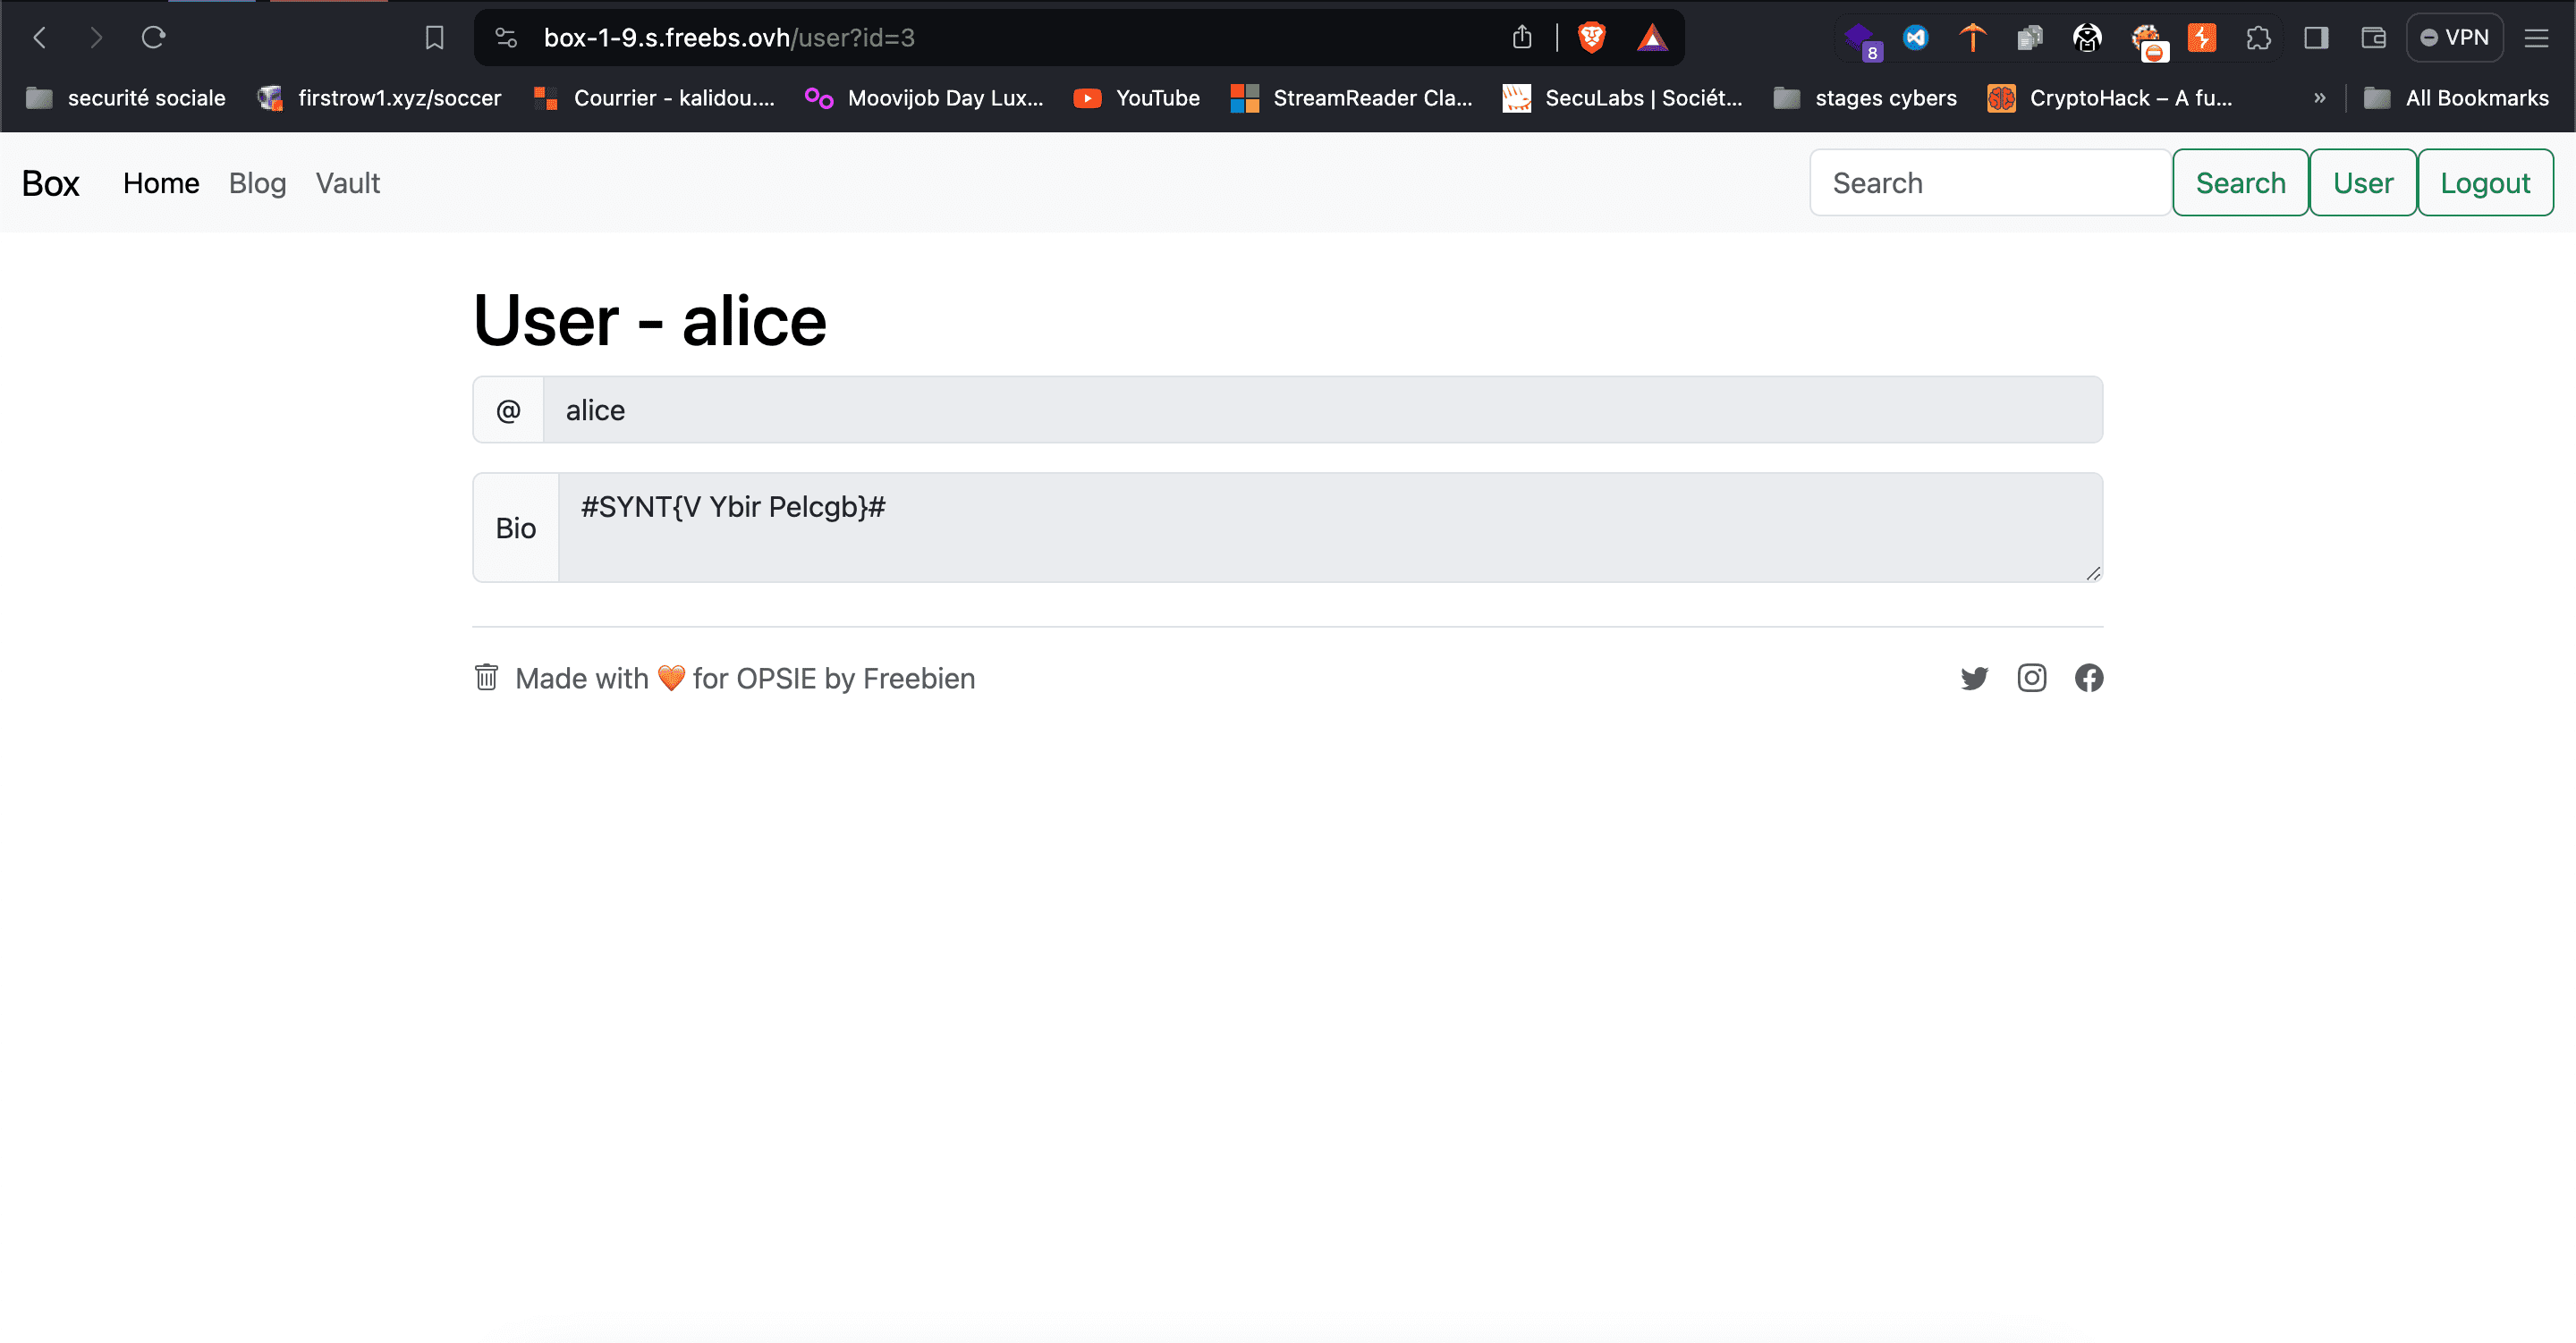 box-1-9.s.freebs.ovh/user?id=3
8
VPN
securité sociale
firstrow1.xyz/soccer
Courrier - kalidou....
Moovijob Day Lux...
YouTube
StreamReader Cla...
SecuLabs | Sociét...
stages cybers
CryptoHack – A fu...
»
All Bookmarks
Box
Home
Blog
Vault
Search
Search
User
Logout
User - alice
@
alice
Bio
#SYNT{V Ybir Pelcgb}#
Made with 🧡 for OPSIE by Freebien